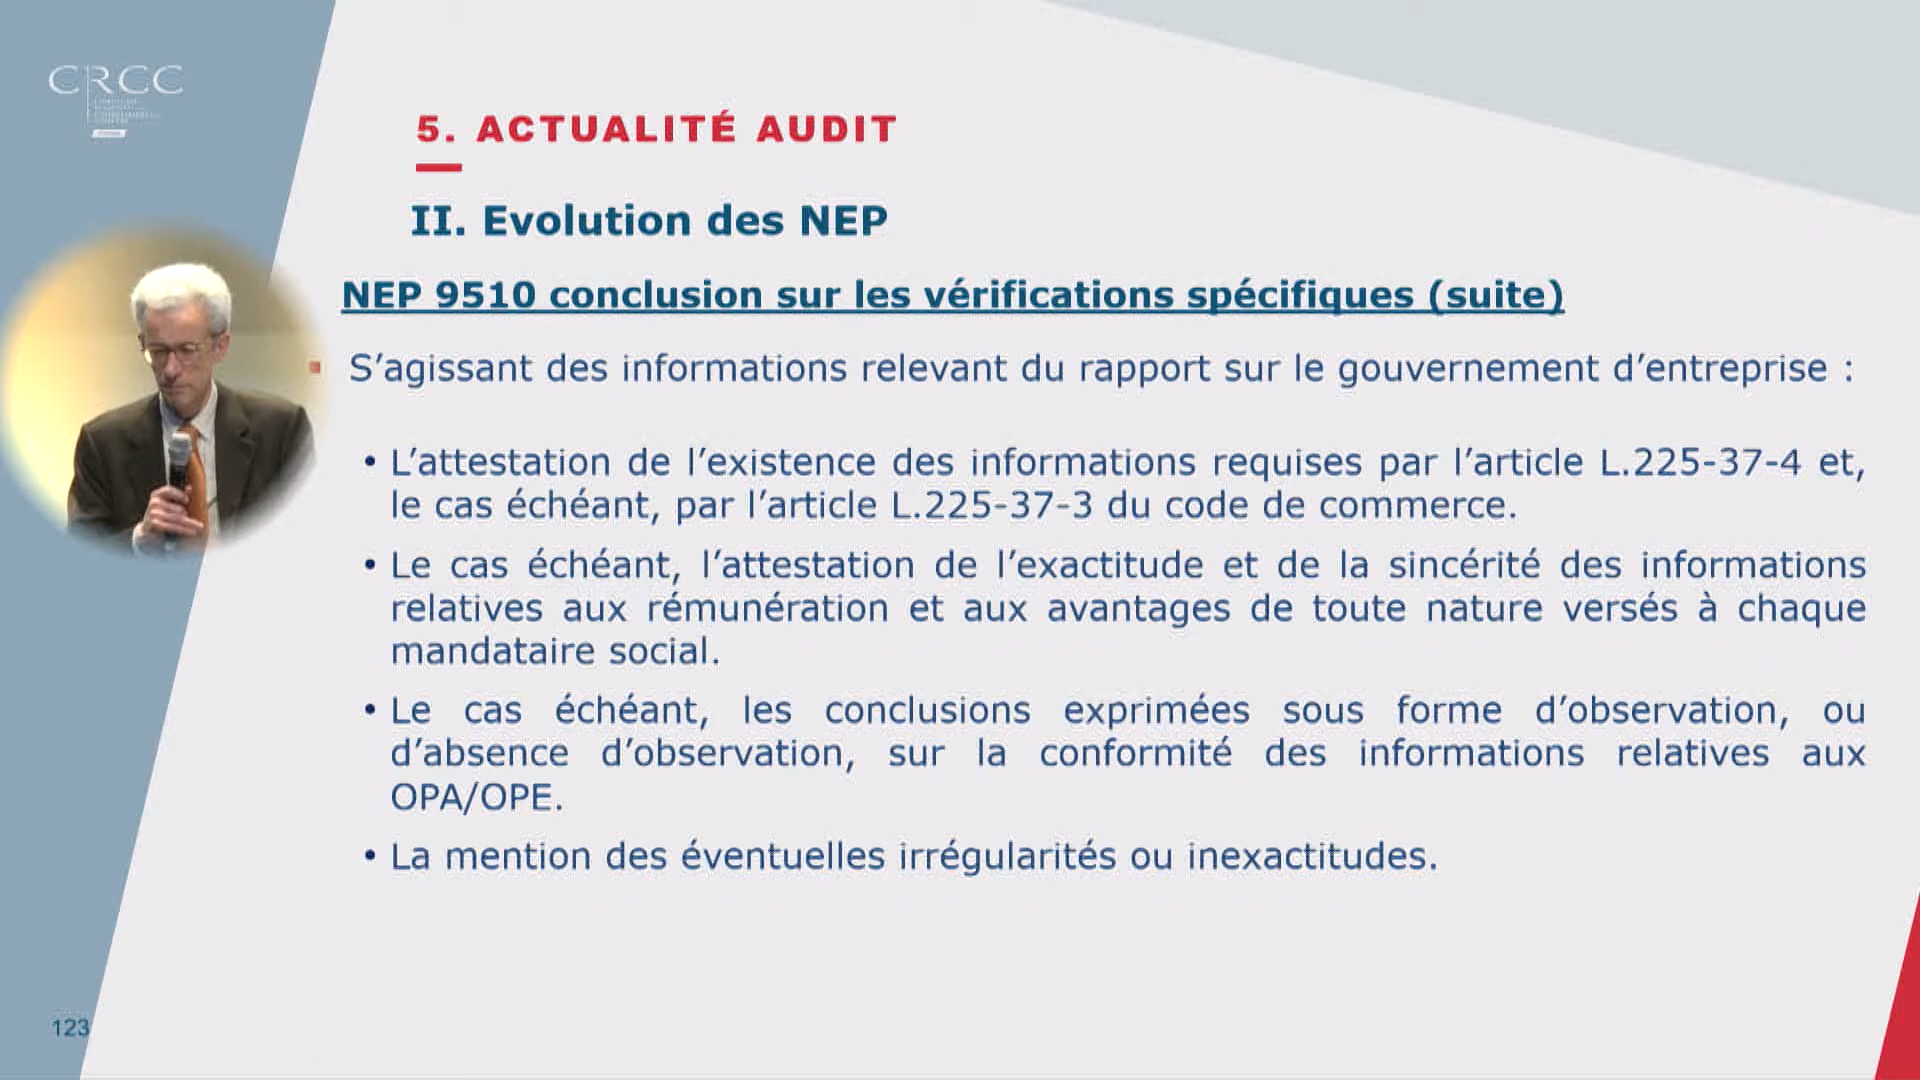 CRCC
5. ACTUALITÉ AUDIT
II. Evolution des NEP
NEP 9510 conclusion sur les vérifications spécifiques (suite)
S’agissant des informations relevant du rapport sur le gouvernement d’entreprise :
• L’attestation de l’existence des informations requises par l’article L.225-37-4 et,
le cas échéant, par l’article L.225-37-3 du code de commerce.
• Le cas échéant, l’attestation de l’exactitude et de la sincérité des informations
relatives aux rémunération et aux avantages de toute nature versés à chaque
mandataire social.
• Le cas échéant, les conclusions exprimées sous forme d’observation, ou
d’absence d’observation, sur la conformité des informations relatives aux
OPA/OPE.
• La mention des éventuelles irrégularités ou inexactitudes.
123